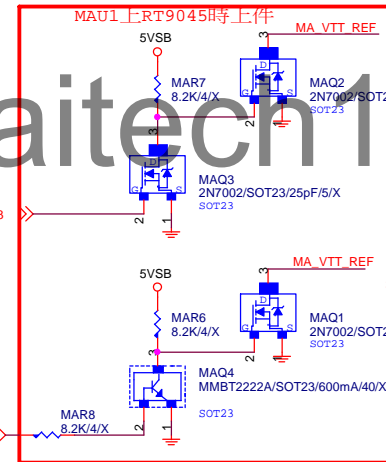 MAU1上RT9045時上件
5VSB
MA_VTT_REF
3
D
G
S
2
1
MAR7
8.2K/4/X
MAQ2
2N7002/SOT2
SOT23
aitech1
3
D
G
S
2
1
MAQ3
2N7002/SOT23/25pF/5/X
SOT23
5VSB
MA_VTT_REF
3
D
G
S
2
1
MAR6
8.2K/4/X
MAQ1
2N7002/SOT2
SOT23
3
2
1
MAQ4
MMBT2222A/SOT23/600mA/40/X
SOT23
MAR8
8.2K/4/X